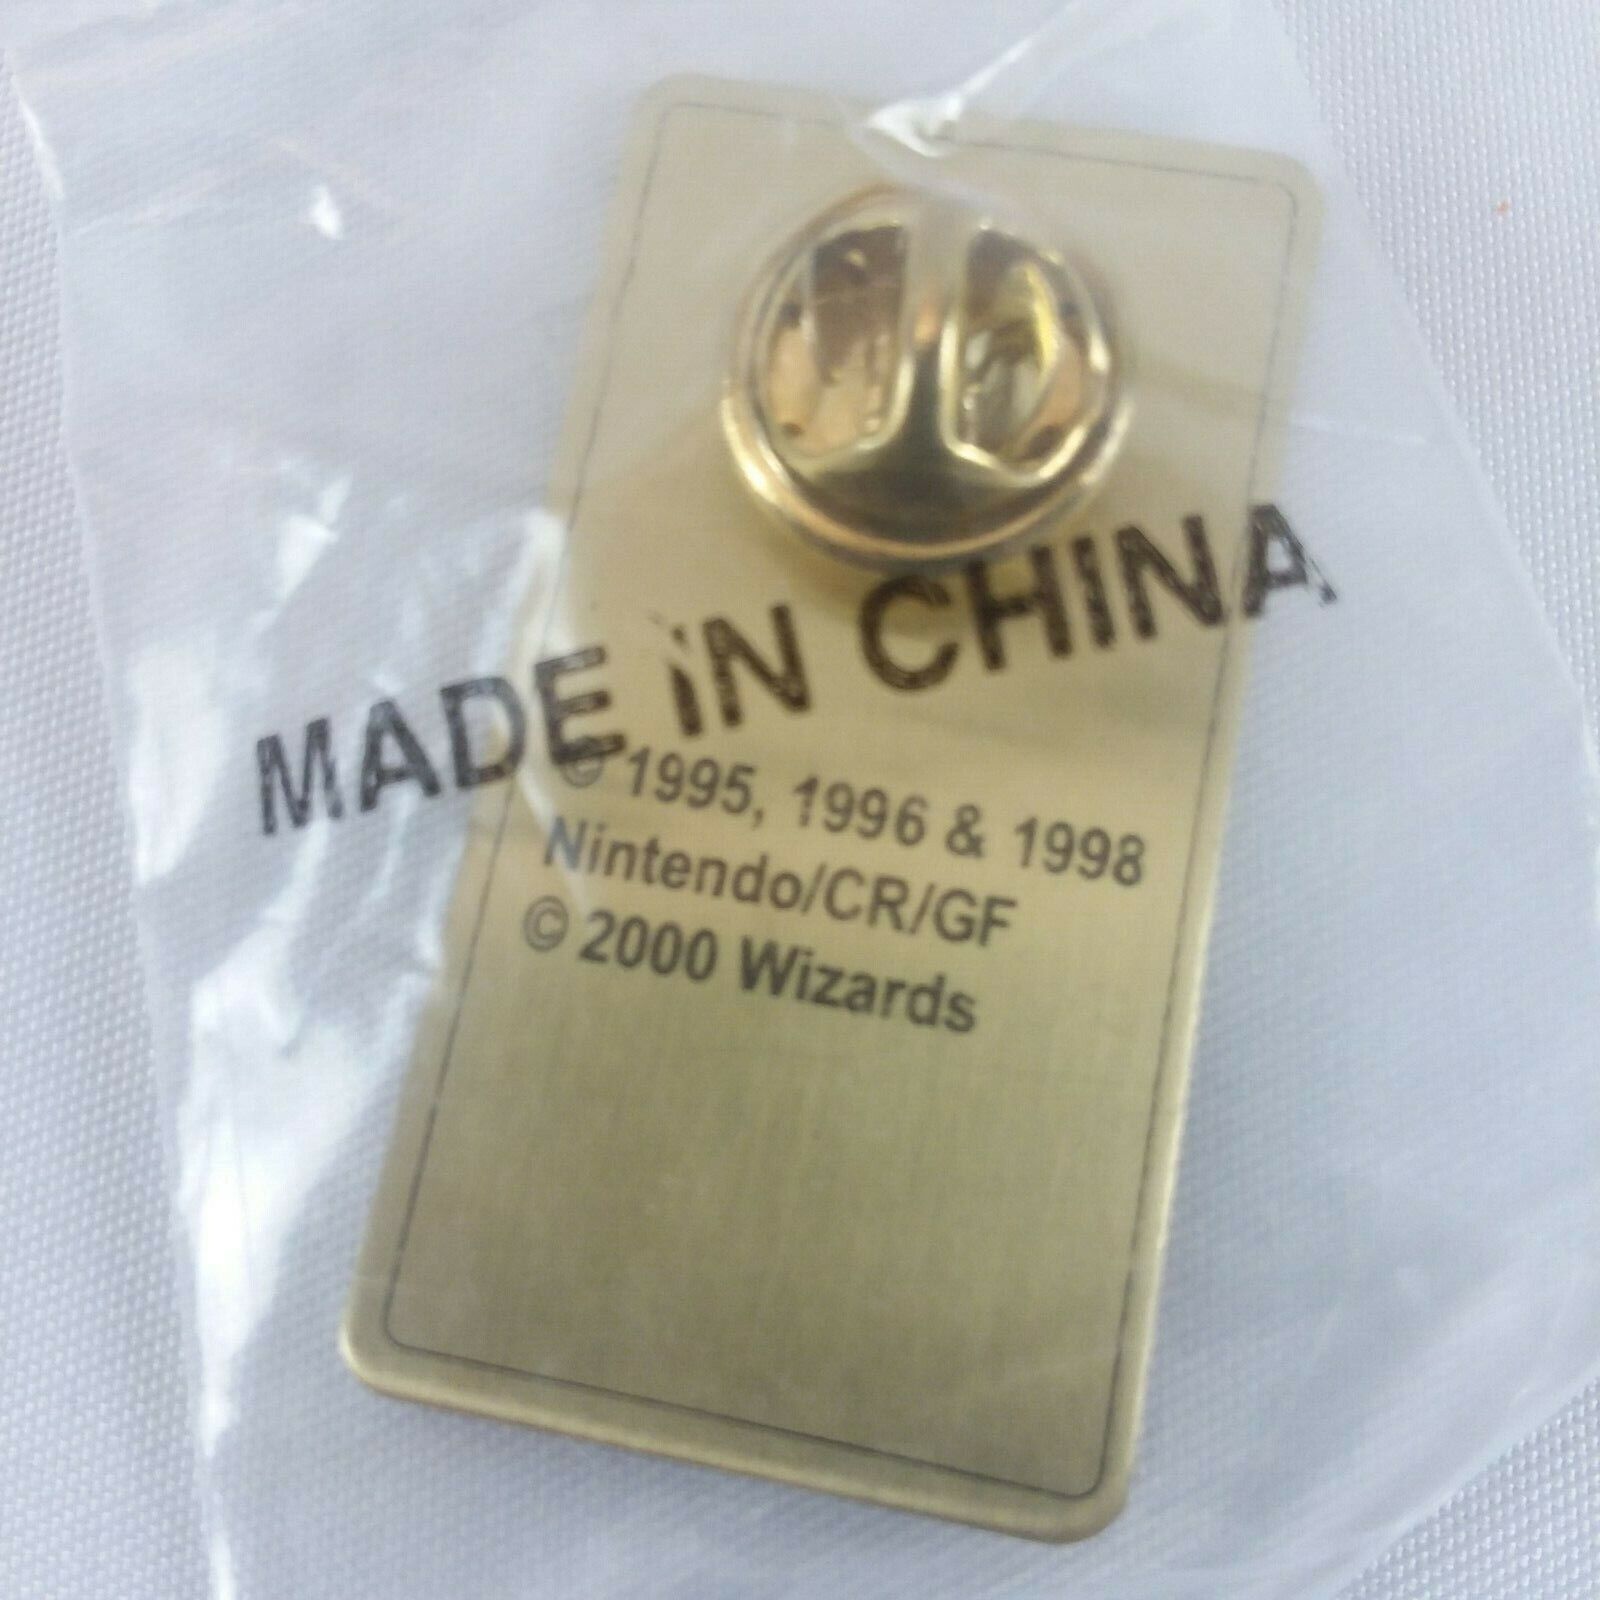 MADE IN CHINA
© 1995, 1996 & 1998
Nintendo/CR/GF
© 2000 Wizards